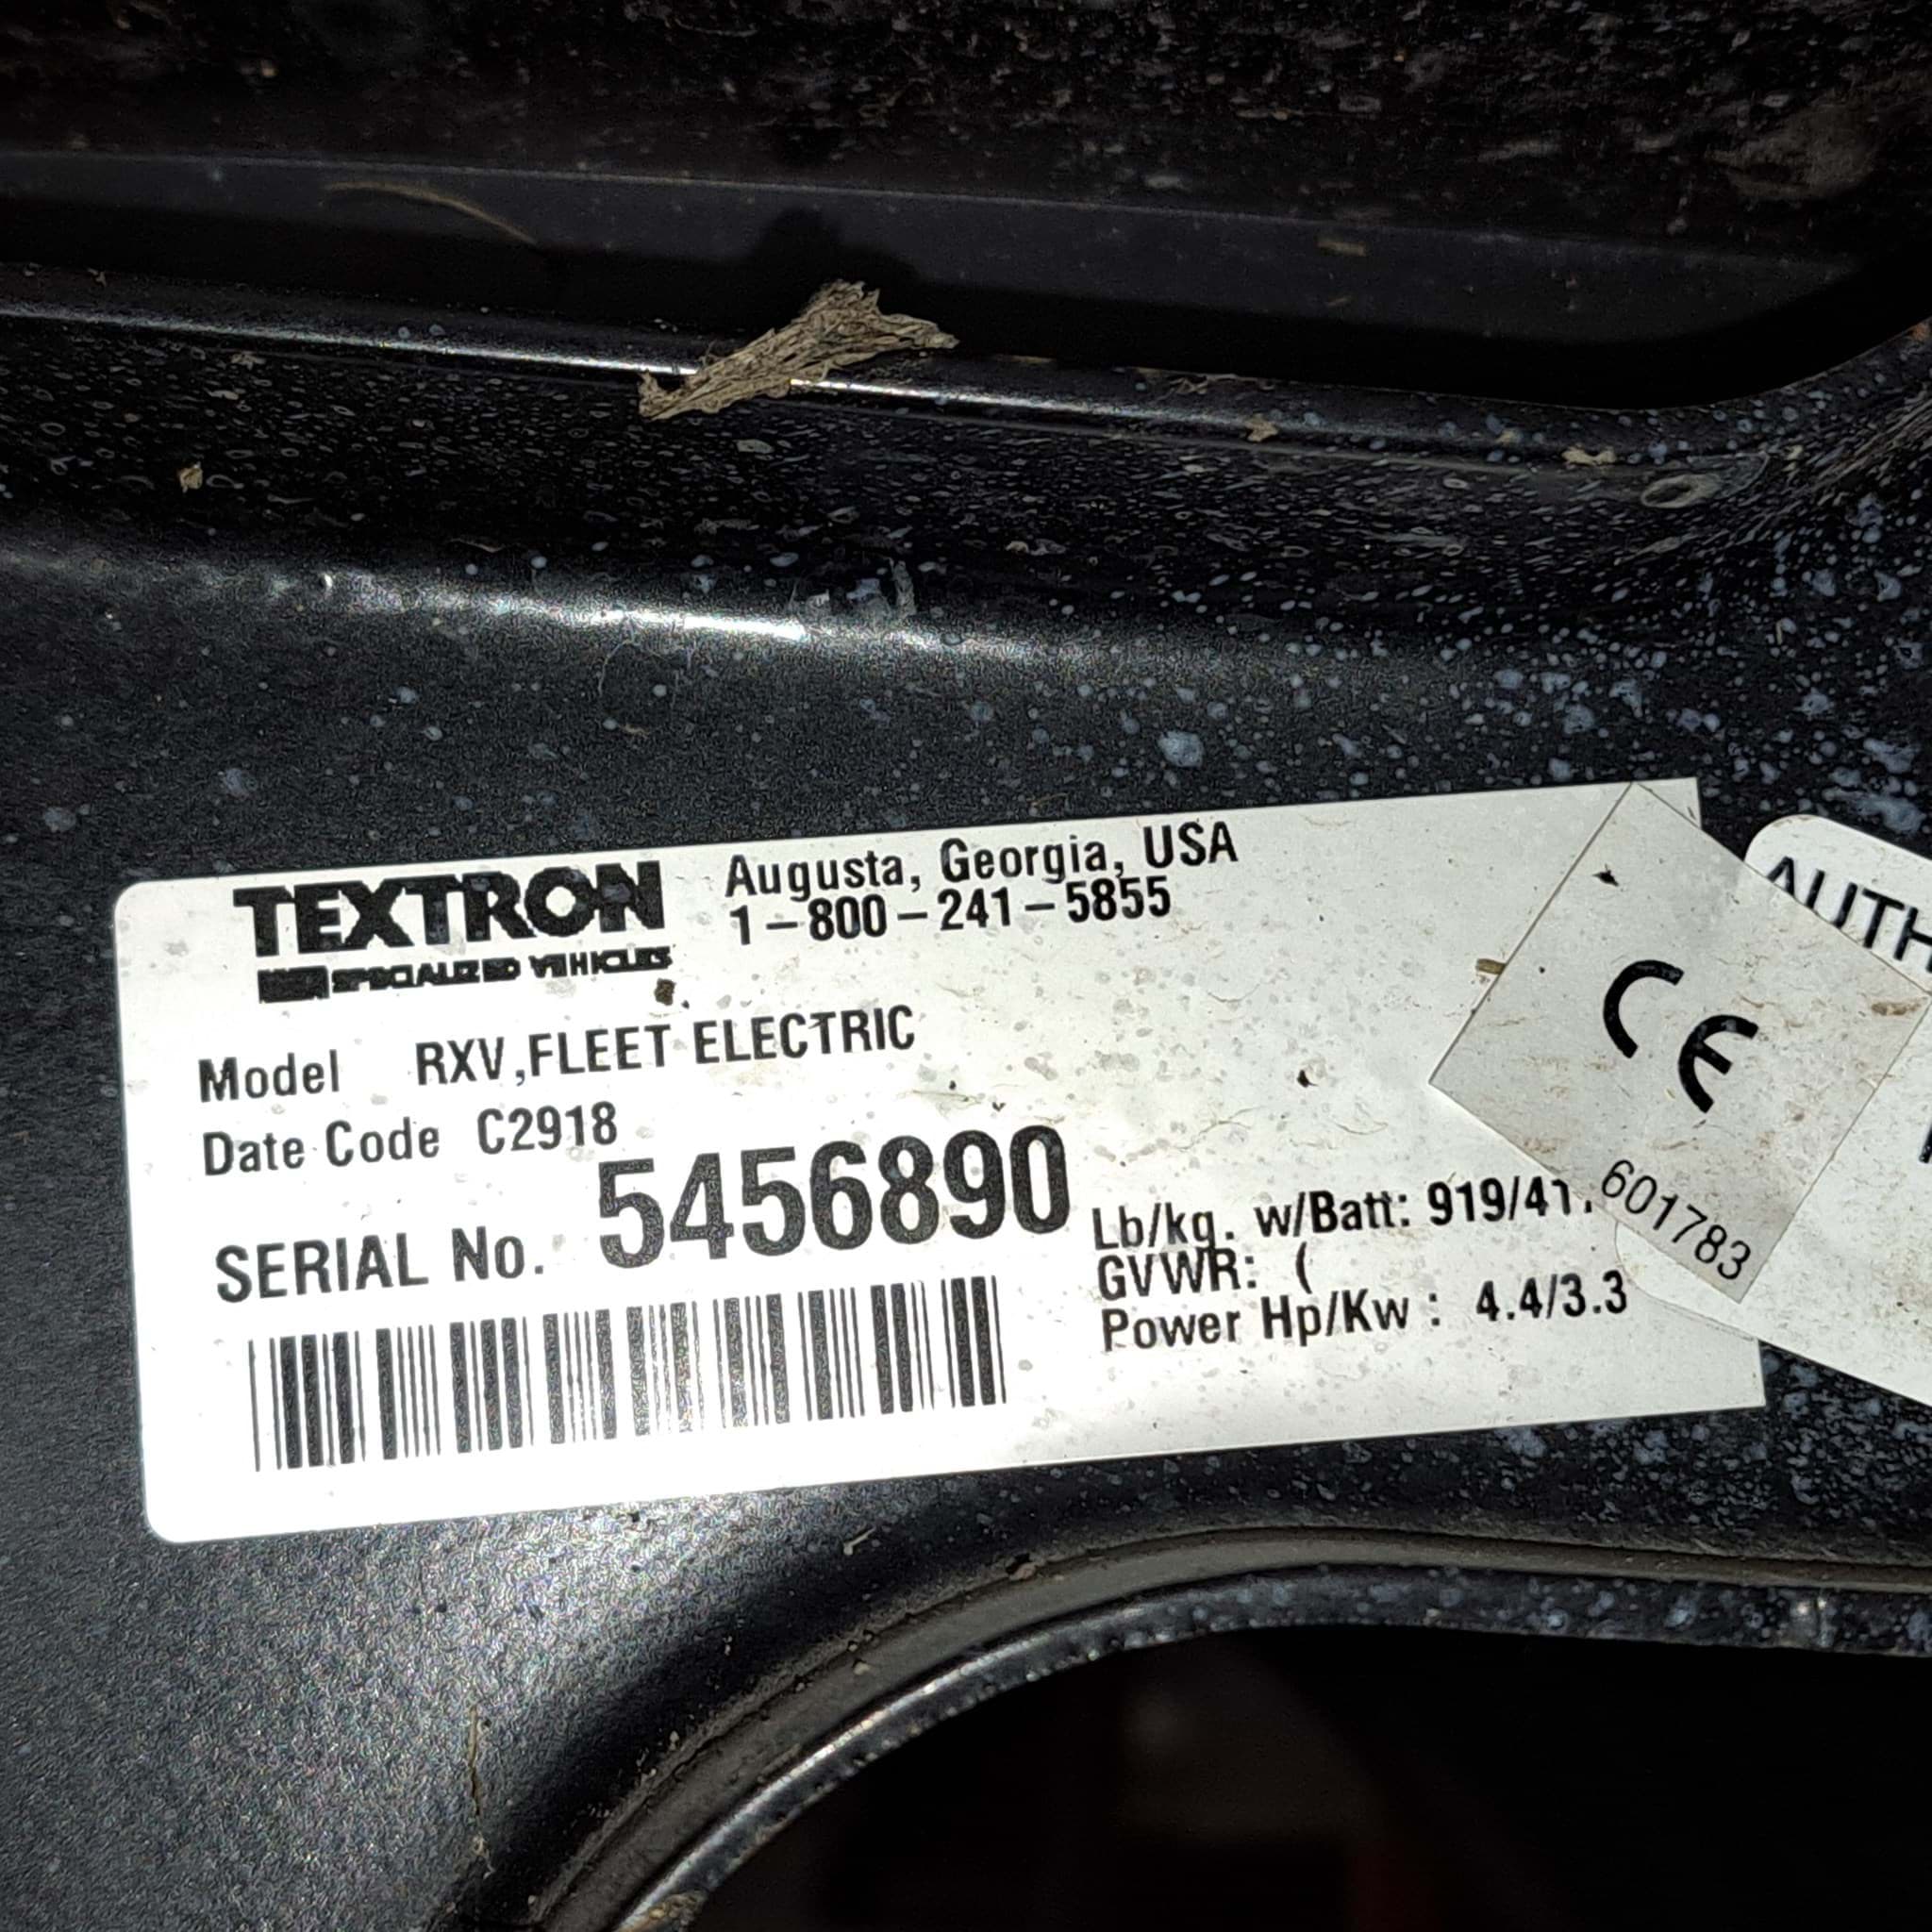 TEXTRON
SPECIALIZED VEHICLES
Augusta, Georgia, USA
1-800-241-5855
Model RXV,FLEET ELECTRIC
Date Code C2918
SERIAL No. 5456890
Lb/kg. w/Batt: 919/41
GVWR: (
Power Hp/Kw : 4.4/3.3
CE
601783
AUTH